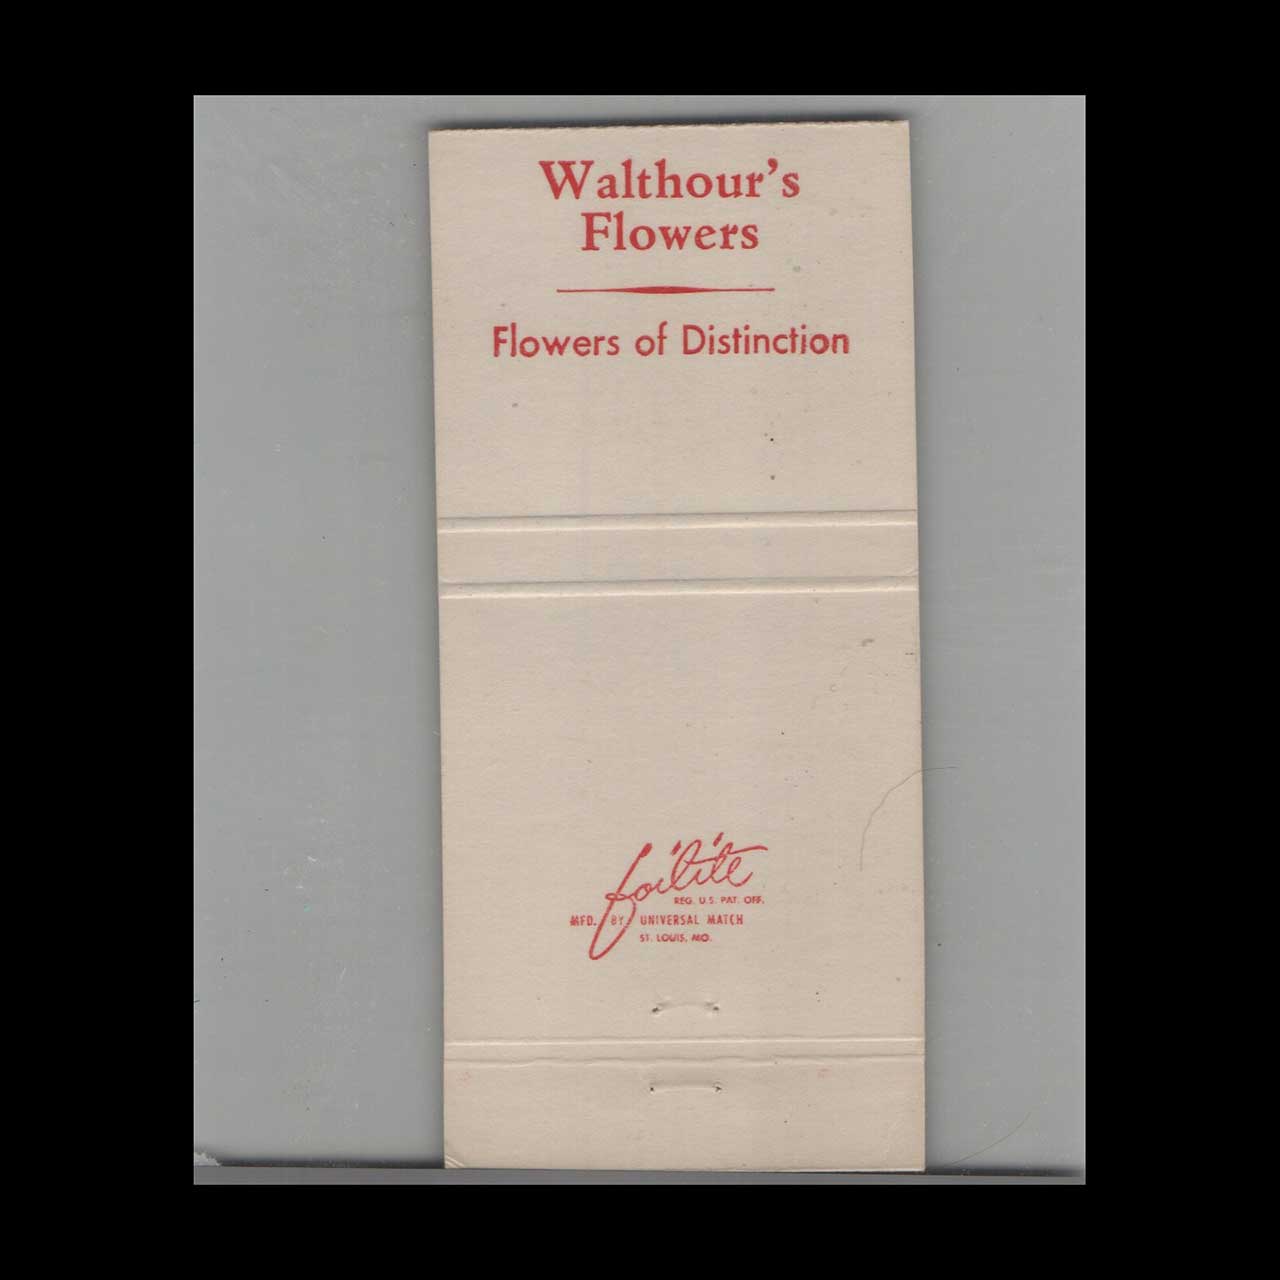 Walthour's
Flowers
Flowers of Distinction
foilite
REG. U.S. PAT. OFF.
MFD. BY UNIVERSAL MATCH
ST. LOUIS, MO.